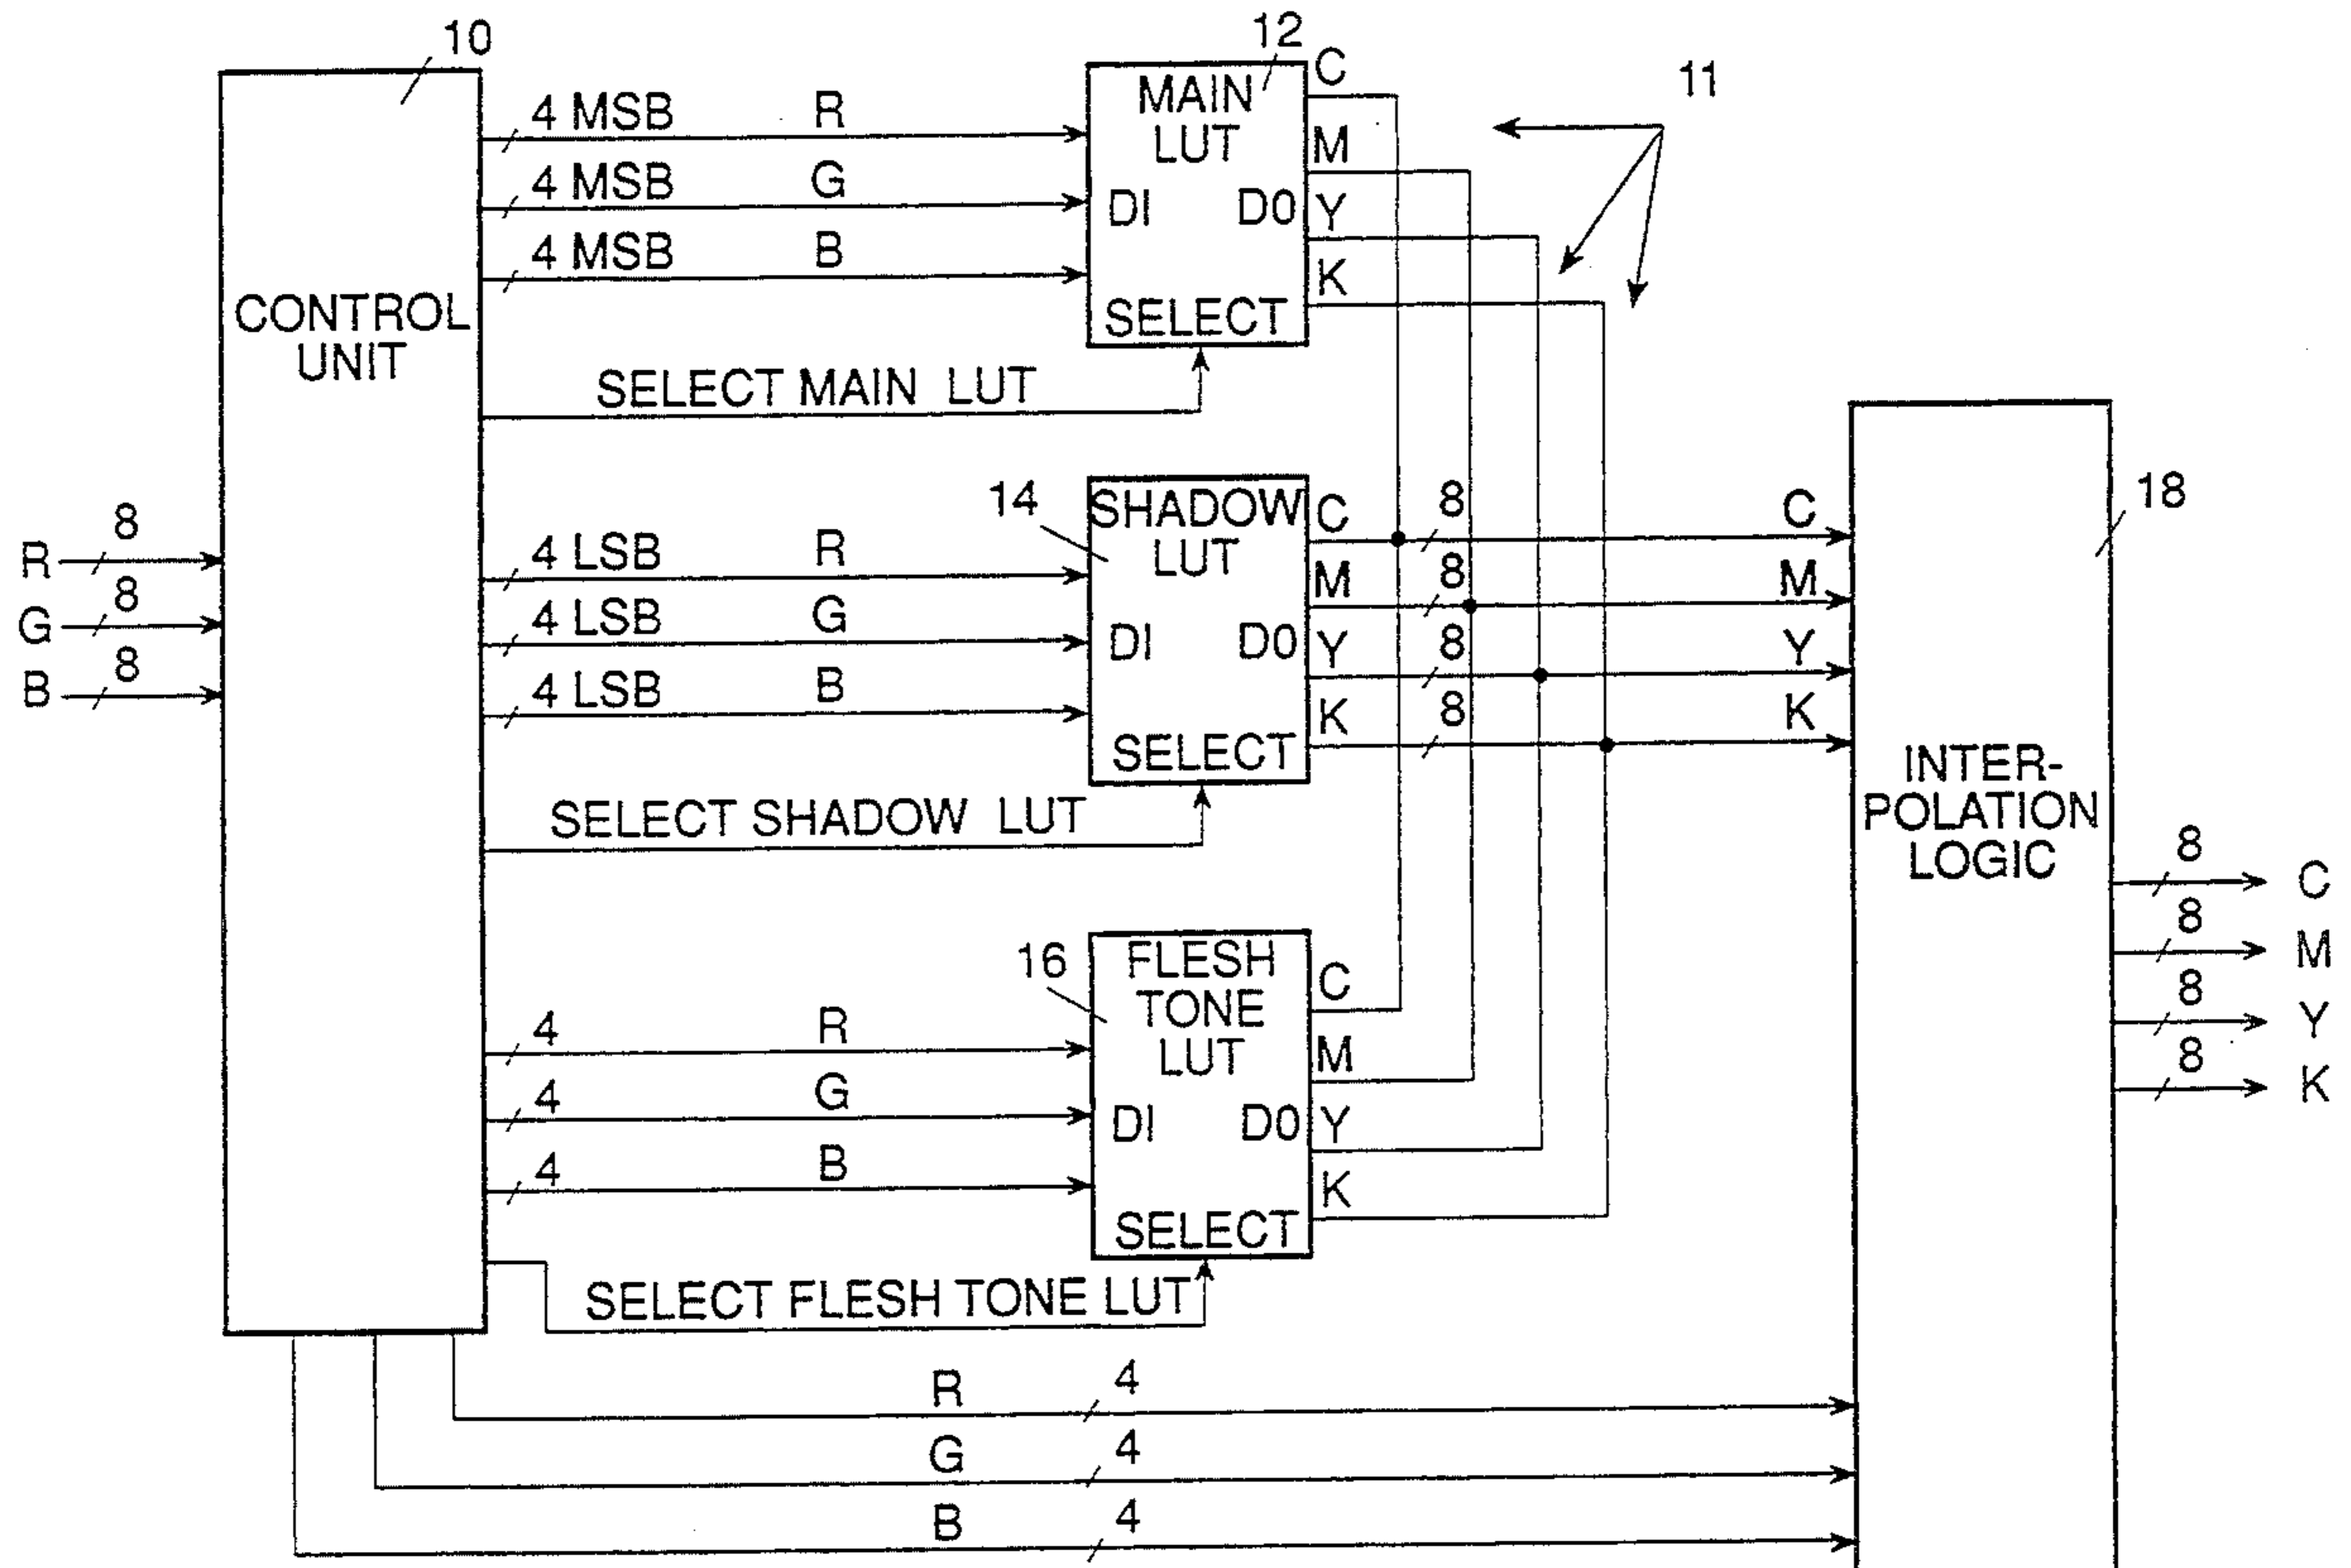 10
12
11
CONTROL
UNIT
4 MSB R
4 MSB G
4 MSB B
MAIN
LUT
DI D0
SELECT
C
M
Y
K
SELECT MAIN LUT
R 8
G 8
B 8
14
4 LSB R
4 LSB G
4 LSB B
SHADOW
LUT
DI D0
SELECT
C 8 C
M 8 M
Y 8 Y
K 8 K
SELECT SHADOW LUT
18
INTER-
POLATION
LOGIC
8 C
8 M
8 Y
8 K
16
4 R
4 G
4 B
FLESH
TONE
LUT
DI D0
SELECT
C
M
Y
K
SELECT FLESH TONE LUT
R 4
G 4
B 4